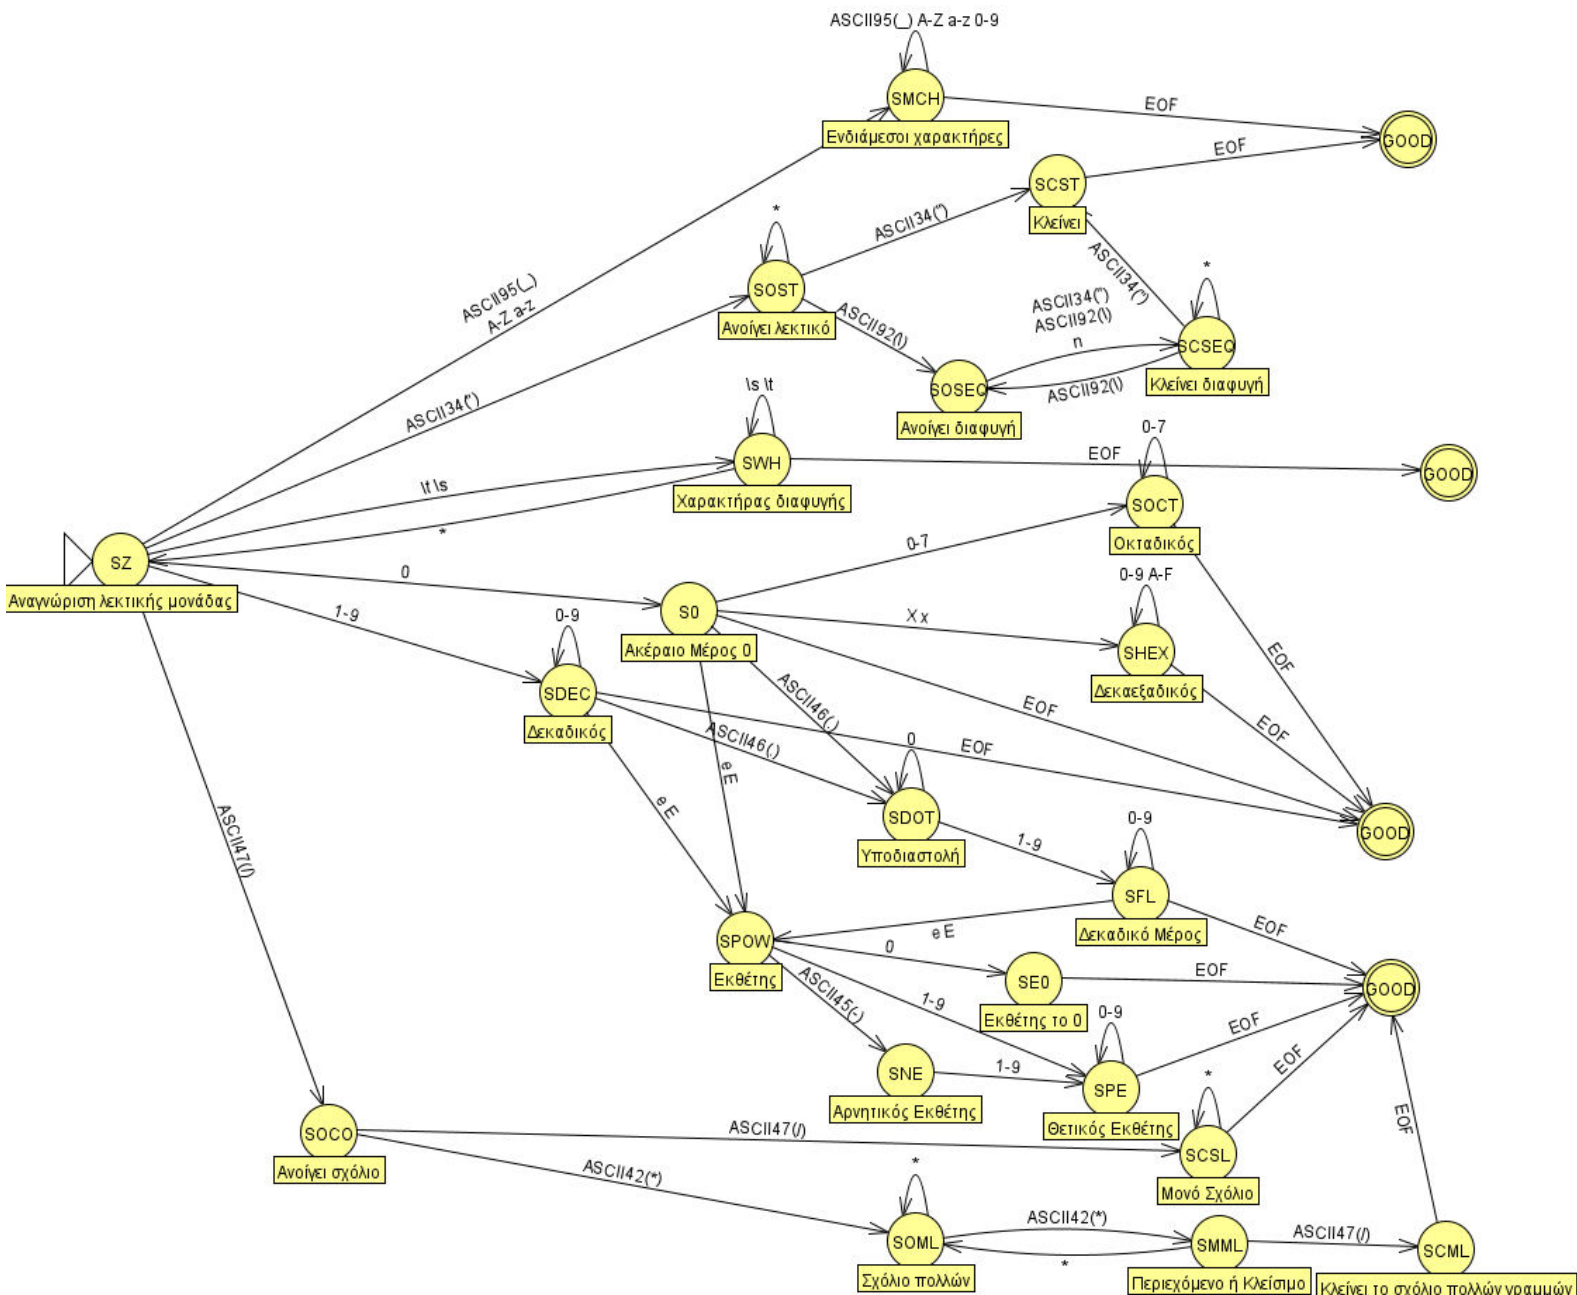 ASCII95(_) A-Z a-z 0-9
SMCH
Ενδιάμεσοι χαρακτήρες
EOF
GOOD
EOF
SCST
Κλείνει
ASCII34(")
*
SOST
Ανοίγει λεκτικό
ASCII95(_)
A-Z a-z
ASCII34(")
ASCII92(\)
ASCII34(")
ASCII34(")
ASCII92(\)
n
*
SCSEQ
Κλείνει διαφυγή
ASCII92(\)
SOSEQ
Ανοίγει διαφυγή
\s \t
SWH
Χαρακτήρας διαφυγής
EOF
GOOD
\t \s
*
0-7
SOCT
Οκταδικός
SZ
Αναγνώριση λεκτικής μονάδας
0
0-7
S0
Ακέραιο Μέρος 0
X x
0-9 A-F
SHEX
Δεκαεξαδικός
EOF
EOF
EOF
1-9
0-9
SDEC
Δεκαδικός
ASCII46(.)
ASCII46(.)
EOF
e E
e E
0
SDOT
Υποδιαστολή
GOOD
1-9
0-9
SFL
Δεκαδικό Μέρος
EOF
e E
ASCII47(/)
SPOW
Εκθέτης
0
SE0
Εκθέτης το 0
EOF
GOOD
ASCII45(-)
1-9
SNE
Αρνητικός Εκθέτης
1-9
0-9
SPE
Θετικός Εκθέτης
EOF
EOF
EOF
SOCO
Ανοίγει σχόλιο
ASCII47(/)
*
SCSL
Μονό Σχόλιο
ASCII42(*)
*
SOML
Σχόλιο πολλών
ASCII42(*)
*
SMML
Περιεχόμενο ή Κλείσιμο
ASCII47(/)
SCML
Κλείνει το σχόλιο πολλών γραμμών